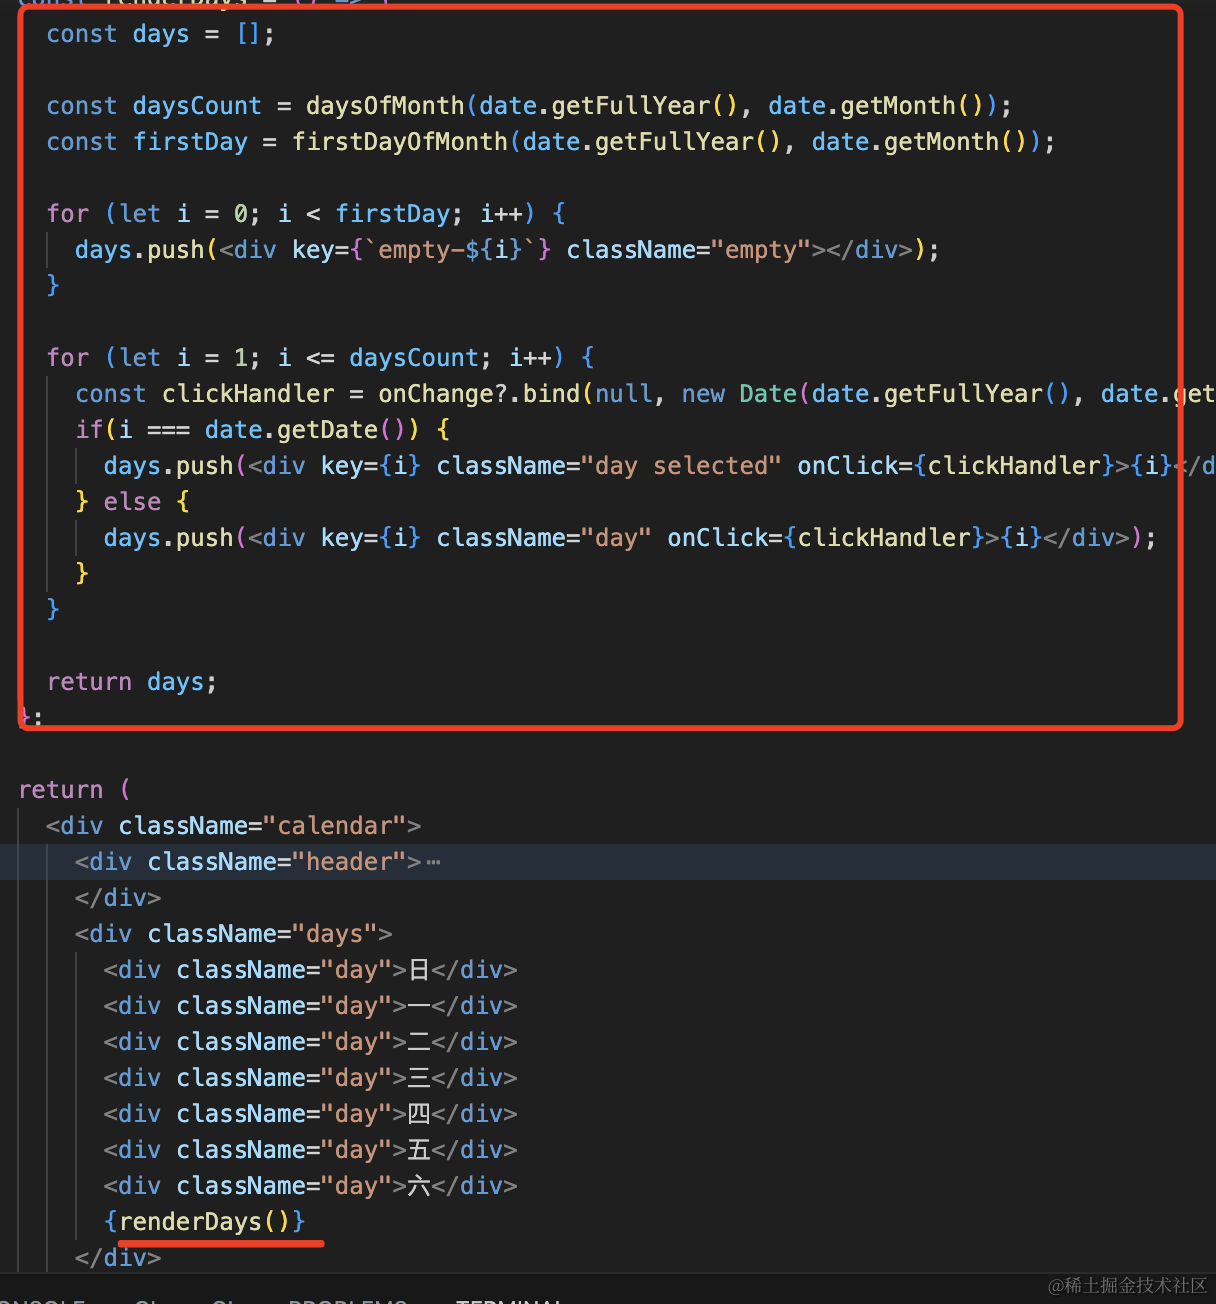 const renderDays = () => {
const days = [];
const daysCount = daysOfMonth(date.getFullYear(), date.getMonth());
const firstDay = firstDayOfMonth(date.getFullYear(), date.getMonth());
for (let i = 0; i < firstDay; i++) {
days.push(<div key={`empty-${i}`} className="empty"></div>);
}
for (let i = 1; i <= daysCount; i++) {
const clickHandler = onChange?.bind(null, new Date(date.getFullYear(), date.get
if(i === date.getDate()) {
days.push(<div key={i} className="day selected" onClick={clickHandler}>{i}</d
} else {
days.push(<div key={i} className="day" onClick={clickHandler}>{i}</div>);
}
}
return days;
};
return (
<div className="calendar">
<div className="header">…
</div>
<div className="days">
<div className="day">日</div>
<div className="day">一</div>
<div className="day">二</div>
<div className="day">三</div>
<div className="day">四</div>
<div className="day">五</div>
<div className="day">六</div>
{renderDays()}
</div>
PROBLEMS TERMINAL
@稀土掘金技术社区